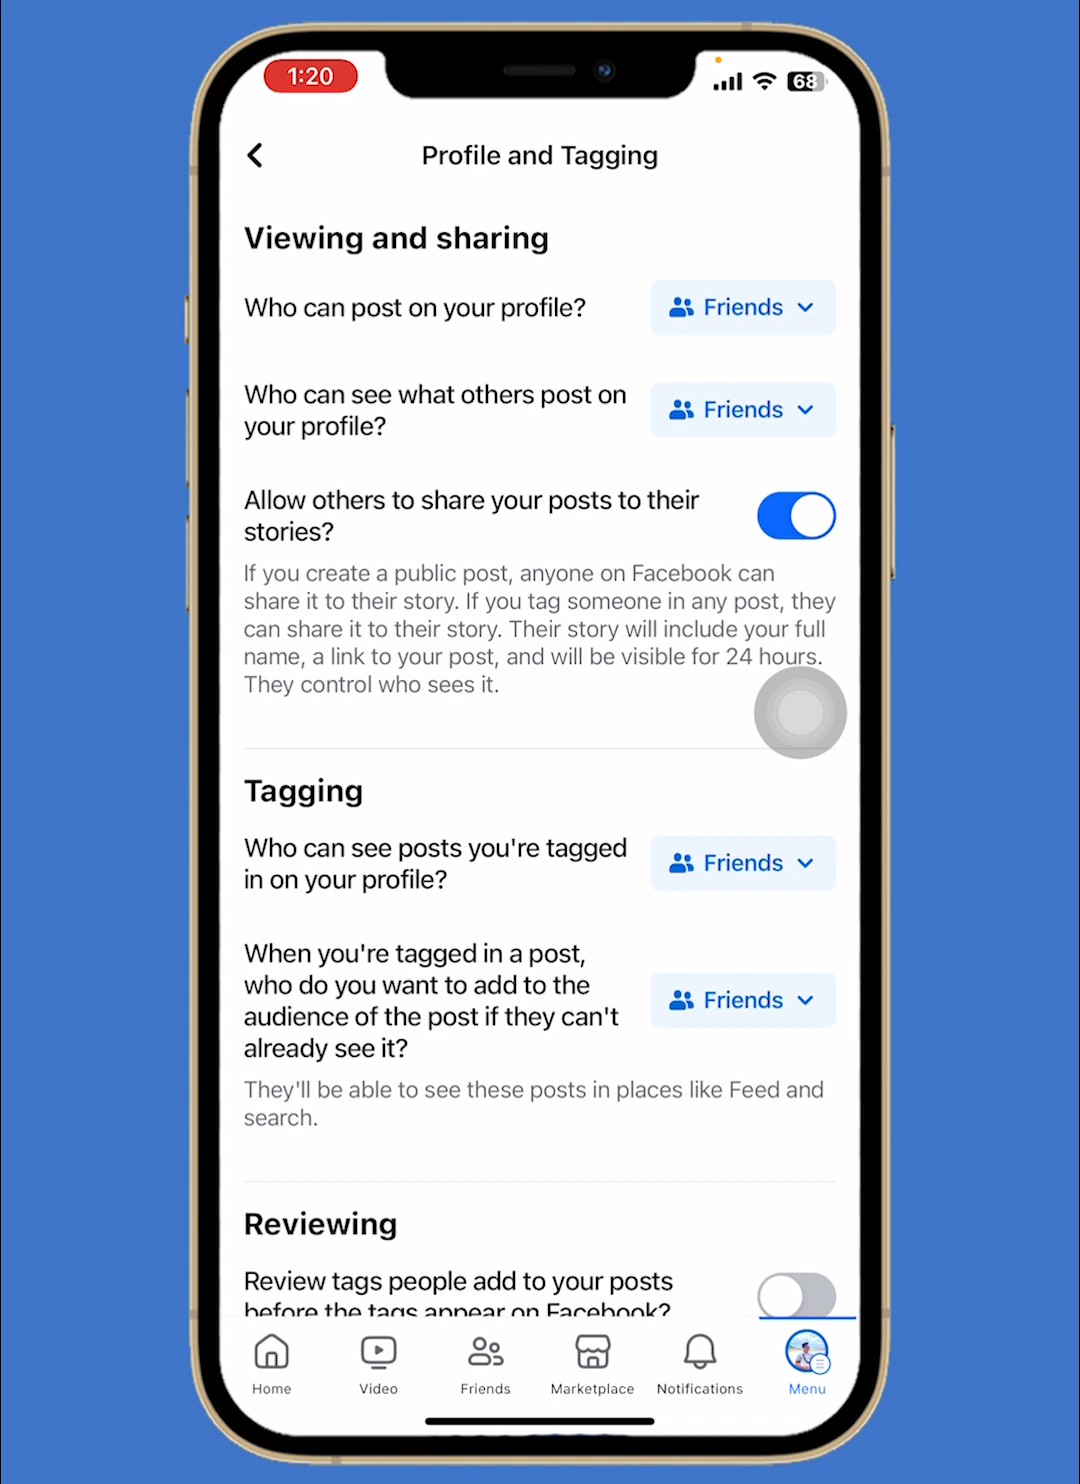 1:20
68
Profile and Tagging
Viewing and sharing
Who can post on your profile?
Friends
Who can see what others post on
your profile?
Friends
Allow others to share your posts to their
stories?
If you create a public post, anyone on Facebook can
share it to their story. If you tag someone in any post, they
can share it to their story. Their story will include your full
name, a link to your post, and will be visible for 24 hours.
They control who sees it.
Tagging
Who can see posts you're tagged
in on your profile?
Friends
When you're tagged in a post,
who do you want to add to the
audience of the post if they can't
already see it?
Friends
They'll be able to see these posts in places like Feed and
search.
Reviewing
Review tags people add to your posts
before the tags appear on Facebook?
Home
Video
Friends
Marketplace
Notifications
Menu